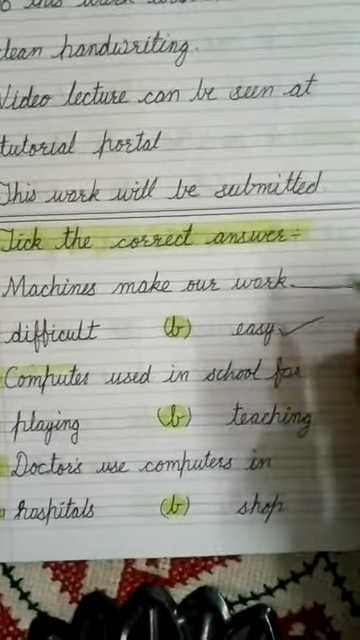 this work
clean handwriting.
Video lecture can be seen at
tutorial portal
This work will be submitted
Tick the correct answer:-
Machines make our work
difficult (b) easy ✓
Computer used in school for
playing (b) teaching
Doctor's use computers in
hospitals (b) shop